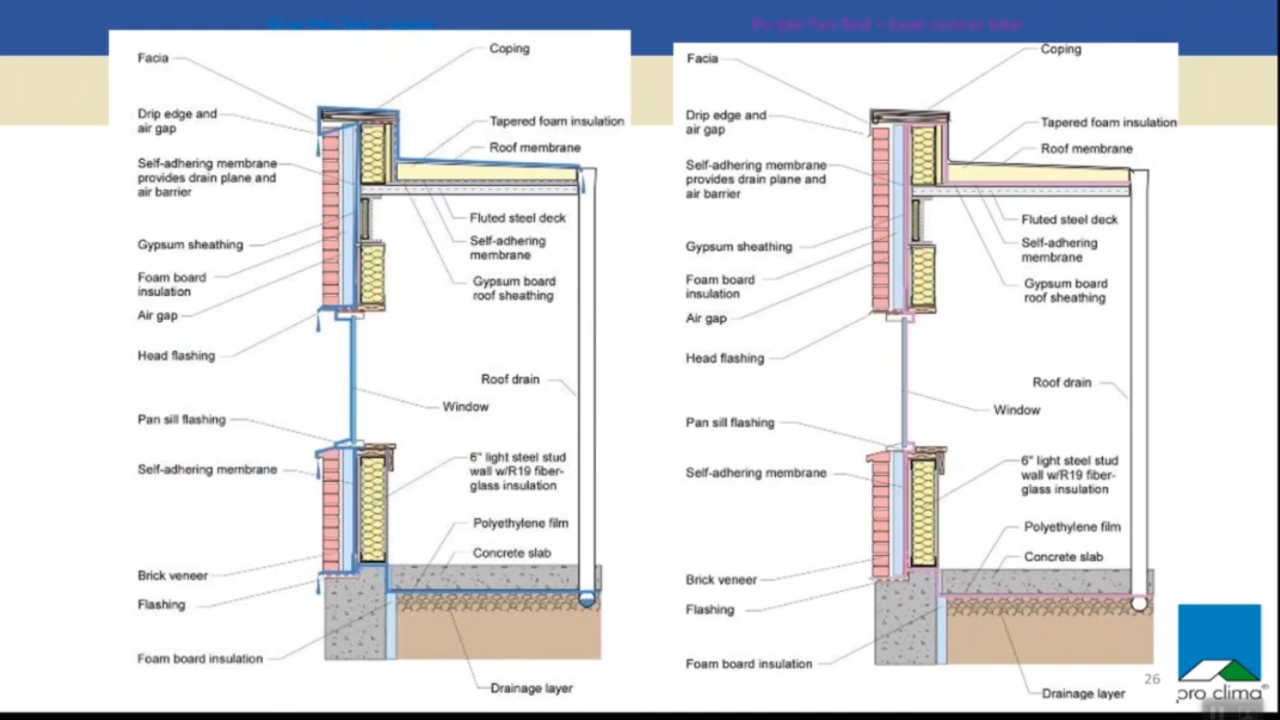 Coping
Facia
Drip edge and
air gap
Tapered foam insulation
Roof membrane
Self-adhering membrane
provides drain plane and
air barrier
Fluted steel deck
Gypsum sheathing
Self-adhering
membrane
Foam board
insulation
Gypsum board
roof sheathing
Air gap
Head flashing
Roof drain
Window
Pan sill flashing
Self-adhering membrane
6" light steel stud
wall w/R19 fiber-
glass insulation
Polyethylene film
Concrete slab
Brick veneer
Flashing
Foam board insulation
Drainage layer
Coping
Facia
Drip edge and
air gap
Tapered foam insulation
Roof membrane
Self-adhering membrane
provides drain plane and
air barrier
Fluted steel deck
Gypsum sheathing
Self-adhering
membrane
Foam board
insulation
Gypsum board
roof sheathing
Air gap
Head flashing
Roof drain
Window
Pan sill flashing
Self-adhering membrane
6" light steel stud
wall w/R19 fiber-
glass insulation
Polyethylene film
Concrete slab
Brick veneer
Flashing
Foam board insulation
Drainage layer
26
pro clima®